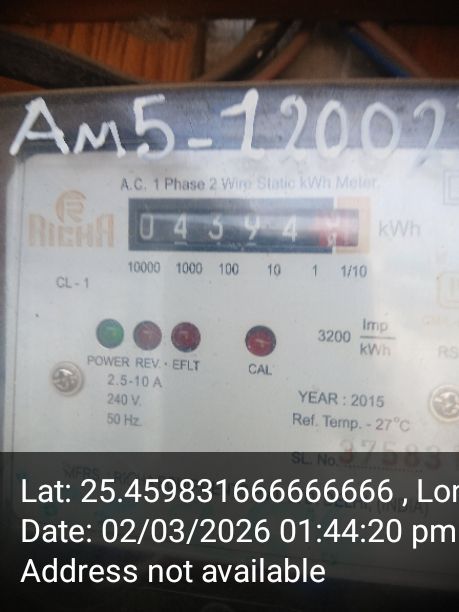 AM5-12002
A.C. 1 Phase 2 Wire Static kWh Meter.
RICHA
0 4 3 9 4 kWh
10000 1000 100 10 1 1/10
CL - 1
3200 Imp
kWh
POWER REV. · EFLT CAL
2.5-10 A
240 V.
50 Hz.
YEAR : 2015
Ref. Temp. - 27°C
SL. No. 37583
Lat: 25.459831666666666 , Lon
Date: 02/03/2026 01:44:20 pm
Address not available